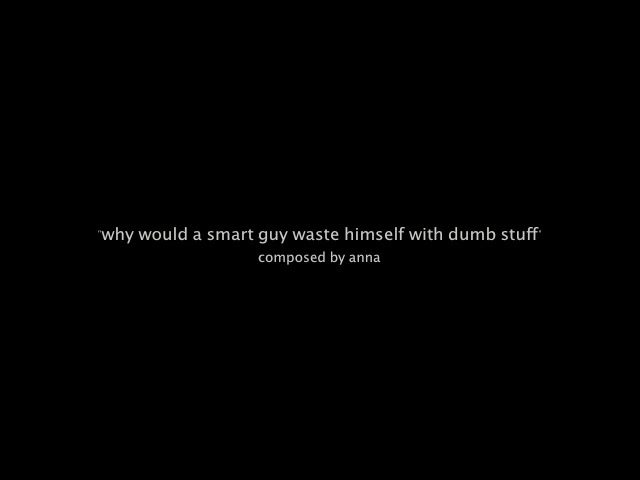 "why would a smart guy waste himself with dumb stuff"
composed by anna